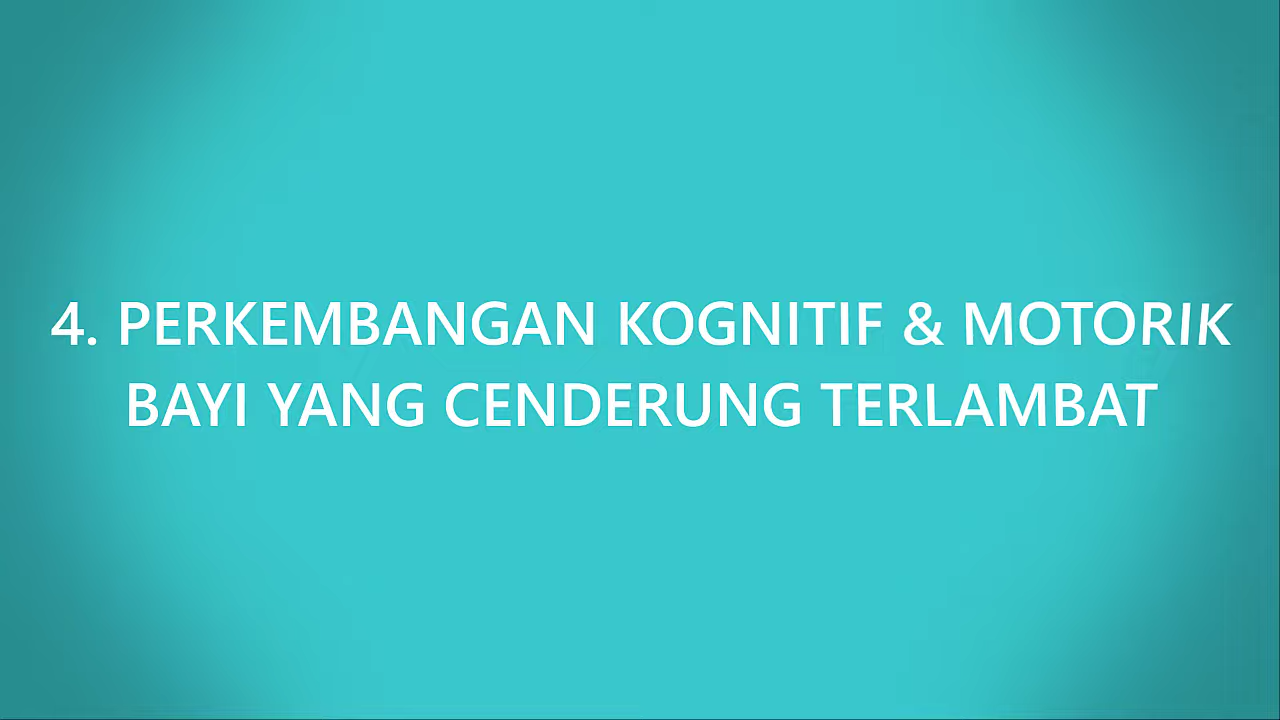 4. PERKEMBANGAN KOGNITIF & MOTORIK
BAYI YANG CENDERUNG TERLAMBAT